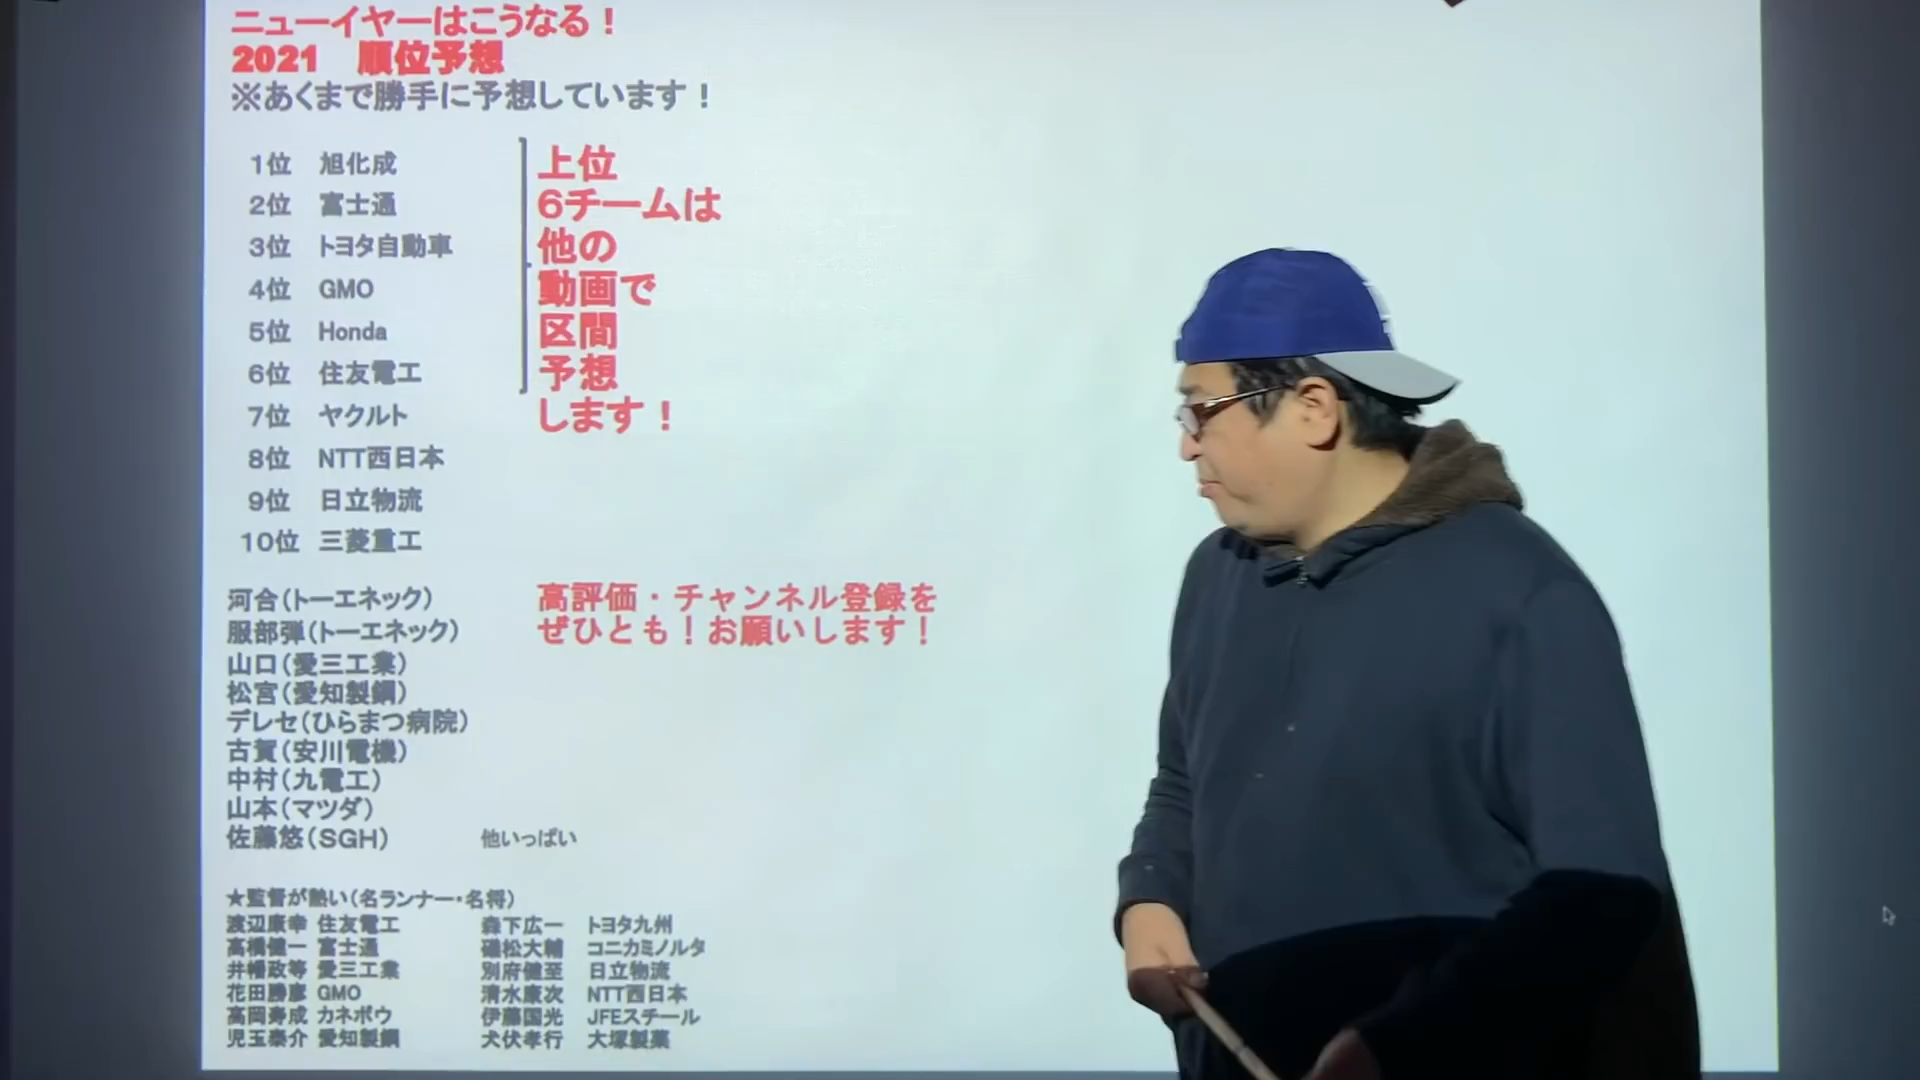 ニューイヤーはこうなる！
2021　順位予想
※あくまで勝手に予想しています！
1位　旭化成
2位　富士通
3位　トヨタ自動車
4位　GMO
5位　Honda
6位　住友電工
7位　ヤクルト
8位　NTT西日本
9位　日立物流
10位　三菱重工
上位
6チームは
他の
動画で
区間
予想
します！
河合（トーエネック）
服部弾（トーエネック）
山口（愛三工業）
松宮（愛知製鋼）
デレセ（ひらまつ病院）
古賀（安川電機）
中村（九電工）
山本（マツダ）
佐藤悠（SGH）　他いっぱい
高評価・チャンネル登録を
ぜひとも！お願いします！
★監督が熱い（名ランナー・名将）
渡辺康幸　住友電工　森下広一　トヨタ九州
高橋健一　富士通　磯松大輔　コニカミノルタ
井幡政等　愛三工業　別府健至　日立物流
花田勝彦　GMO　清水康次　NTT西日本
高岡寿成　カネボウ　伊藤国光　JFEスチール
児玉泰介　愛知製鋼　犬伏孝行　大塚製薬